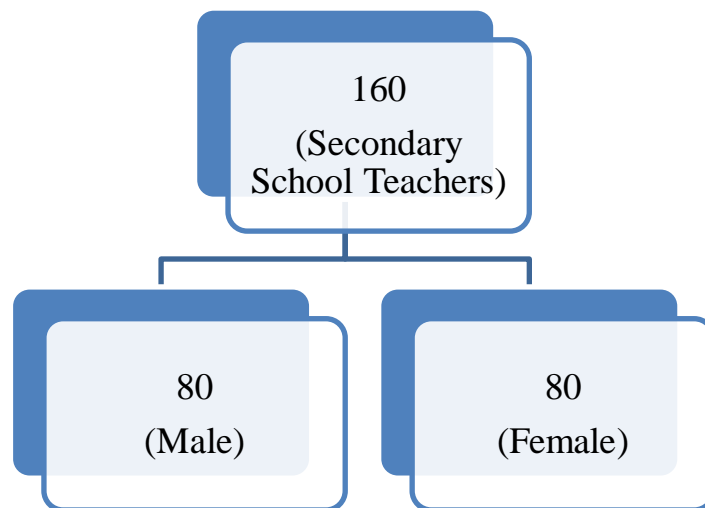 160
(Secondary
School Teachers)
80
(Male)
80
(Female)